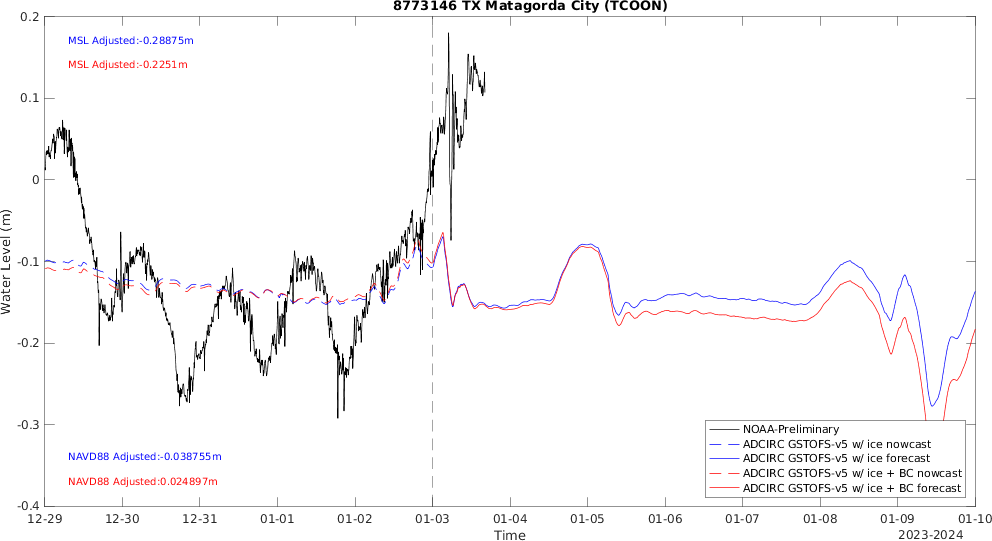 8773146 TX Matagorda City (TCOON)
MSL Adjusted:-0.28875m
MSL Adjusted:-0.2251m
Water Level (m)
0.2
0.1
0
-0.1
-0.2
-0.3
-0.4
NAVD88 Adjusted:-0.038755m
NAVD88 Adjusted:0.024897m
NOAA-Preliminary
ADCIRC GSTOFS-v5 w/ ice nowcast
ADCIRC GSTOFS-v5 w/ ice forecast
ADCIRC GSTOFS-v5 w/ ice + BC nowcast
ADCIRC GSTOFS-v5 w/ ice + BC forecast
12-29 12-30 12-31 01-01 01-02 01-03 01-04 01-05 01-06 01-07 01-08 01-09 01-10
Time
2023-2024